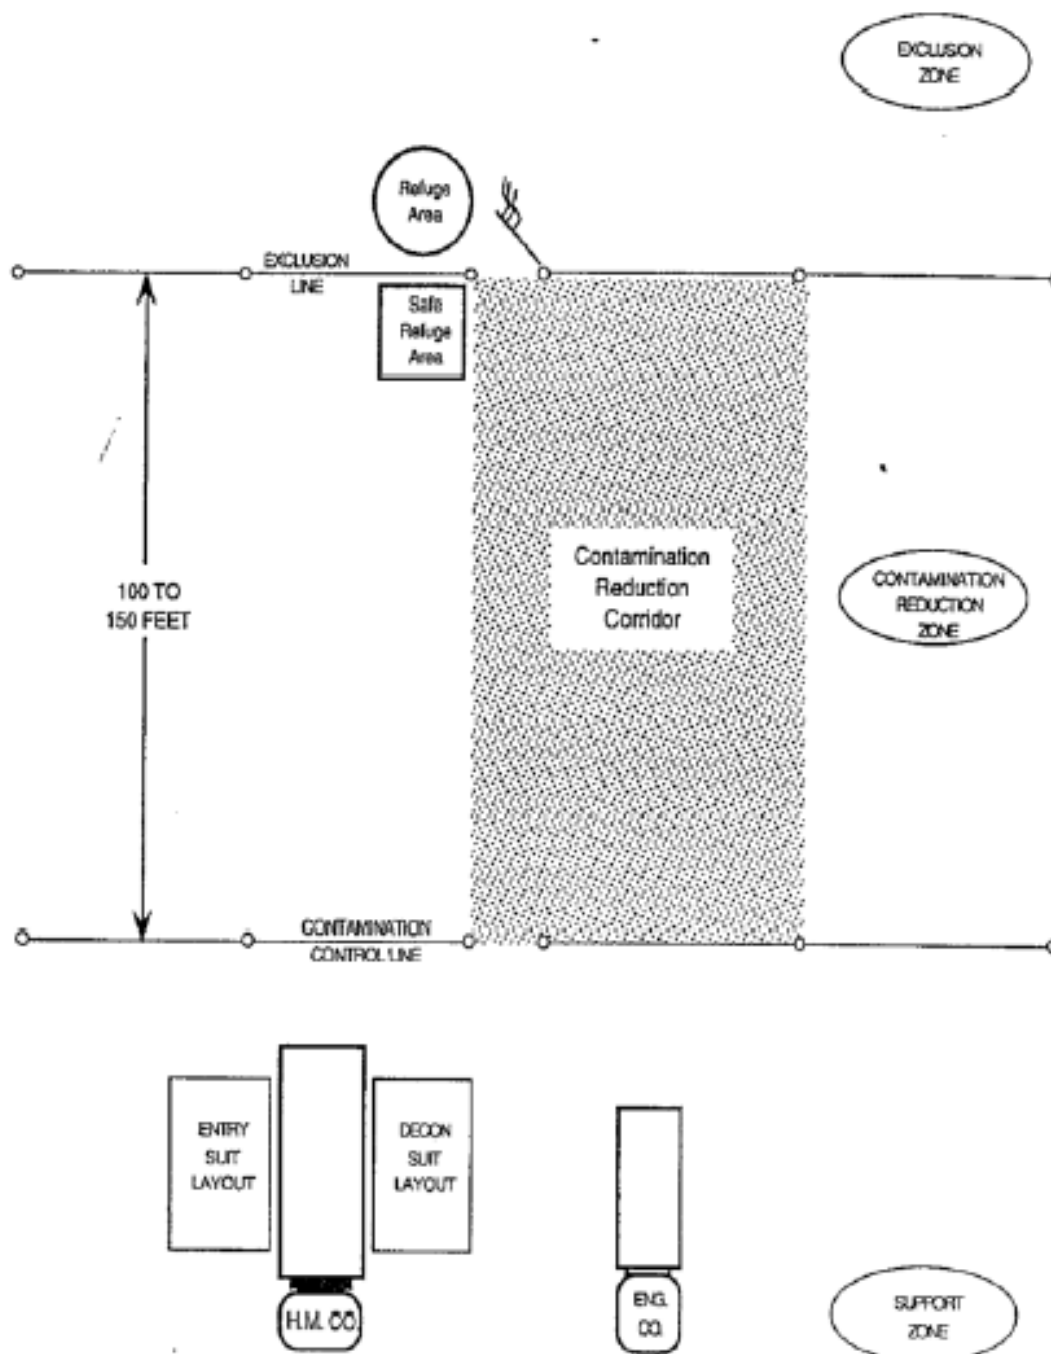 EXCLUSION
ZONE
Refuge
Area
EXCLUSION
LINE
Safe
Refuge
Area
Contamination
Reduction
Corridor
100 TO
150 FEET
CONTAMINATION
REDUCTION
ZONE
CONTAMINATION
CONTROL LINE
ENTRY
SUIT
LAYOUT
DECON
SUIT
LAYOUT
H.M. CO.
ENG.
CO.
SUPPORT
ZONE